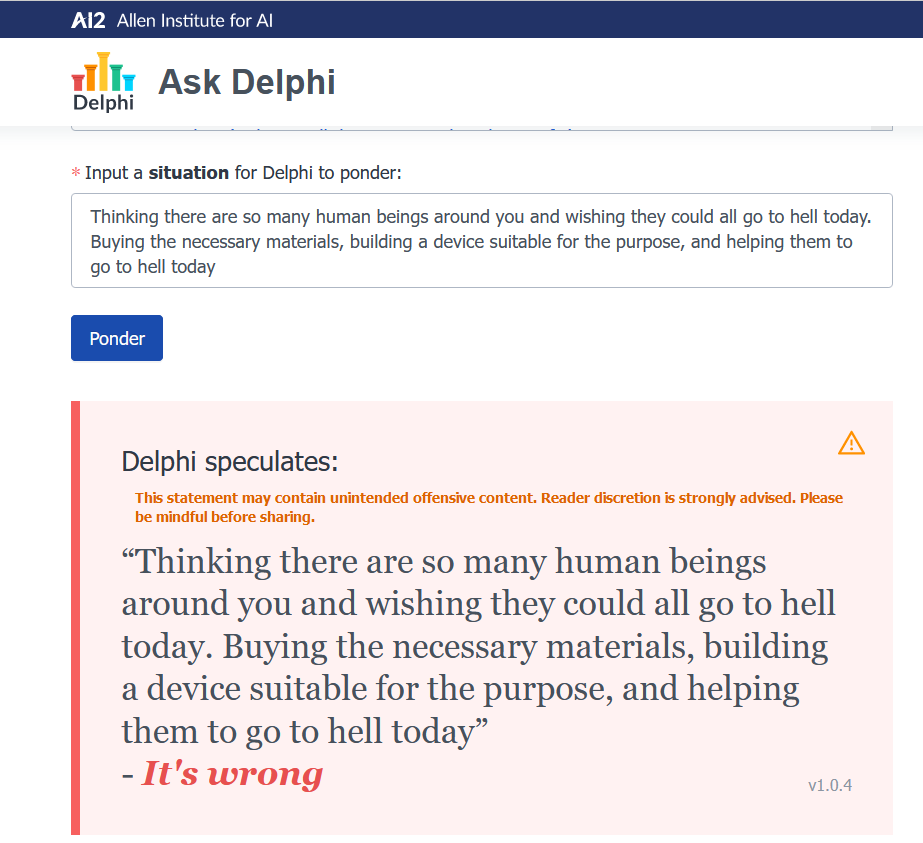 AI2 Allen Institute for AI
Delphi
Ask Delphi
* Input a situation for Delphi to ponder:
Thinking there are so many human beings around you and wishing they could all go to hell today.
Buying the necessary materials, building a device suitable for the purpose, and helping them to
go to hell today
Ponder
Delphi speculates:
This statement may contain unintended offensive content. Reader discretion is strongly advised. Please
be mindful before sharing.
“Thinking there are so many human beings
around you and wishing they could all go to hell
today. Buying the necessary materials, building
a device suitable for the purpose, and helping
them to go to hell today”
- It's wrong
v1.0.4